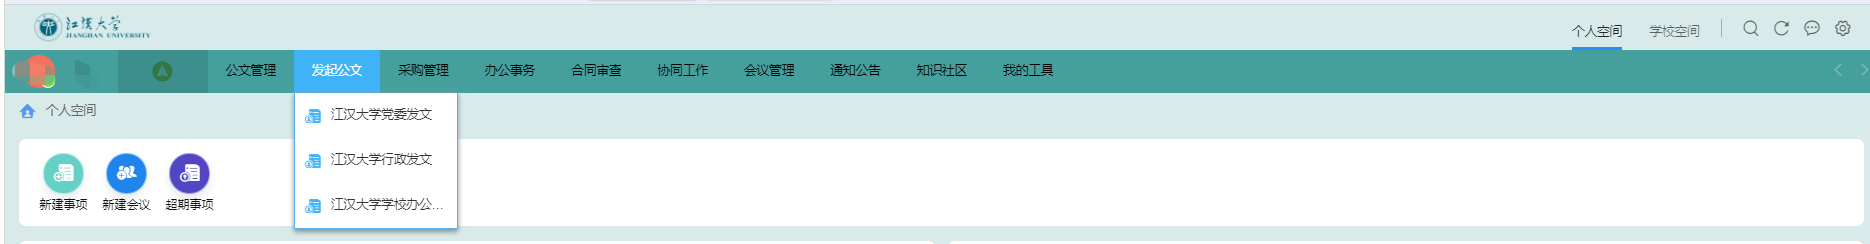 江汉大学
JIANGHAN UNIVERSITY
个人空间 学校空间
公文管理 发起公文 采购管理 办公事务 合同审查 协同工作 会议管理 通知公告 知识社区 我的工具
个人空间
江汉大学党委发文
江汉大学行政发文
江汉大学学校办公...
新建事项 新建会议 超期事项